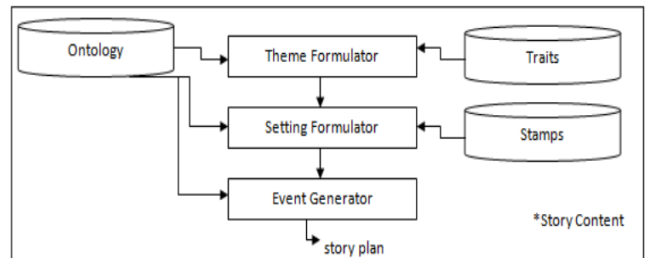 Ontology
Theme Formulator
Traits
Setting Formulator
Stamps
Event Generator
*Story Content
story plan